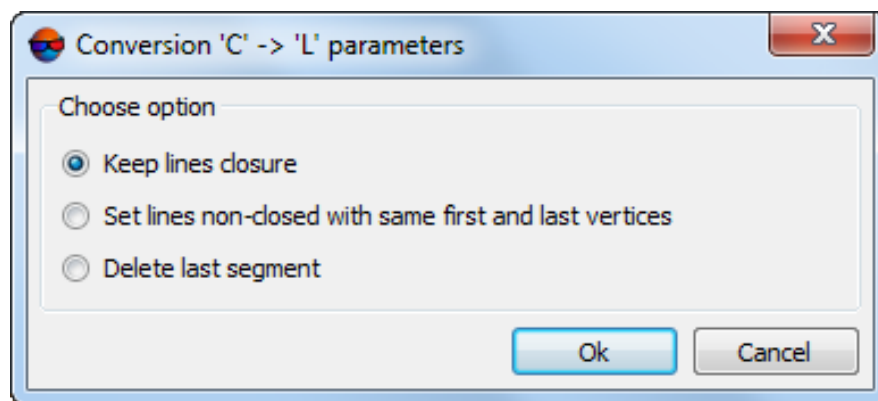 Conversion 'C' -> 'L' parameters
Choose option
Keep lines closure
Set lines non-closed with same first and last vertices
Delete last segment
Ok Cancel